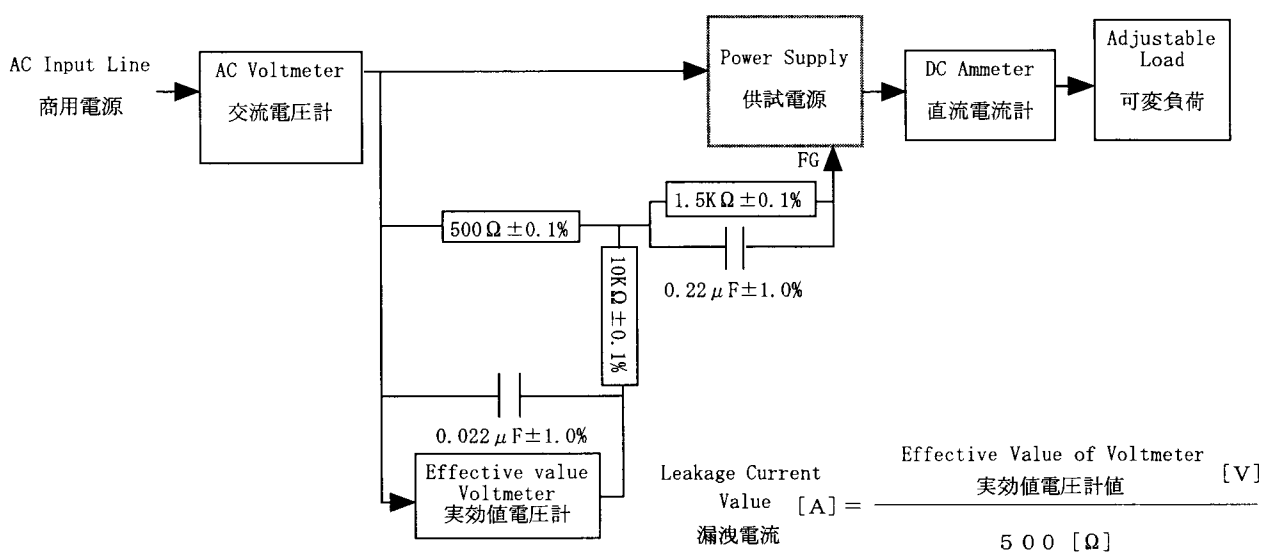 AC Input Line
商用電源
AC Voltmeter
交流電圧計
Power Supply
供試電源
DC Ammeter
直流電流計
Adjustable
Load
可変負荷
FG
1.5KΩ±0.1%
500Ω±0.1%
10KΩ±0.1%
0.22μF±1.0%
0.022μF±1.0%
Effective value
Voltmeter
実効値電圧計
Leakage Current
Value [A]=
漏洩電流
Effective Value of Voltmeter
実効値電圧計値 [V]
500 [Ω]